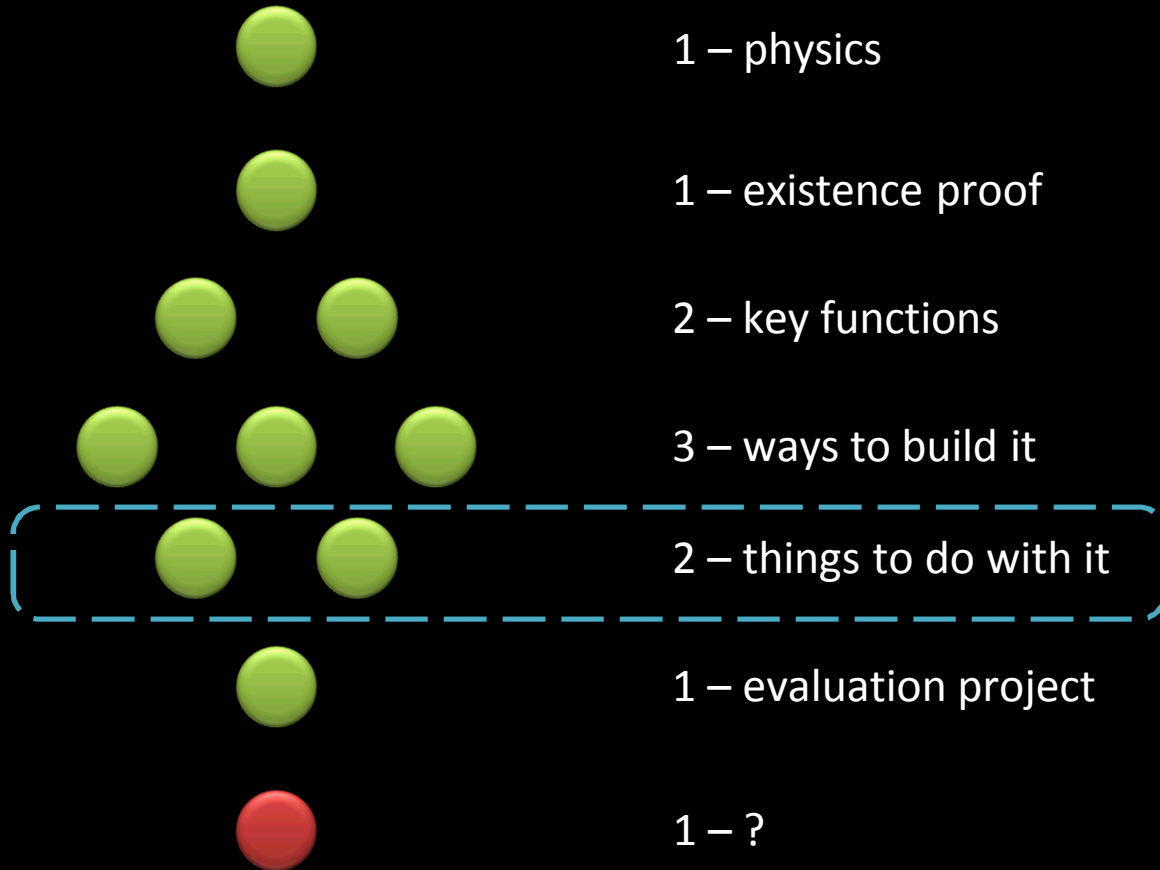 1 – physics
1 – existence proof
2 – key functions
3 – ways to build it
2 – things to do with it
1 – evaluation project
1 – ?